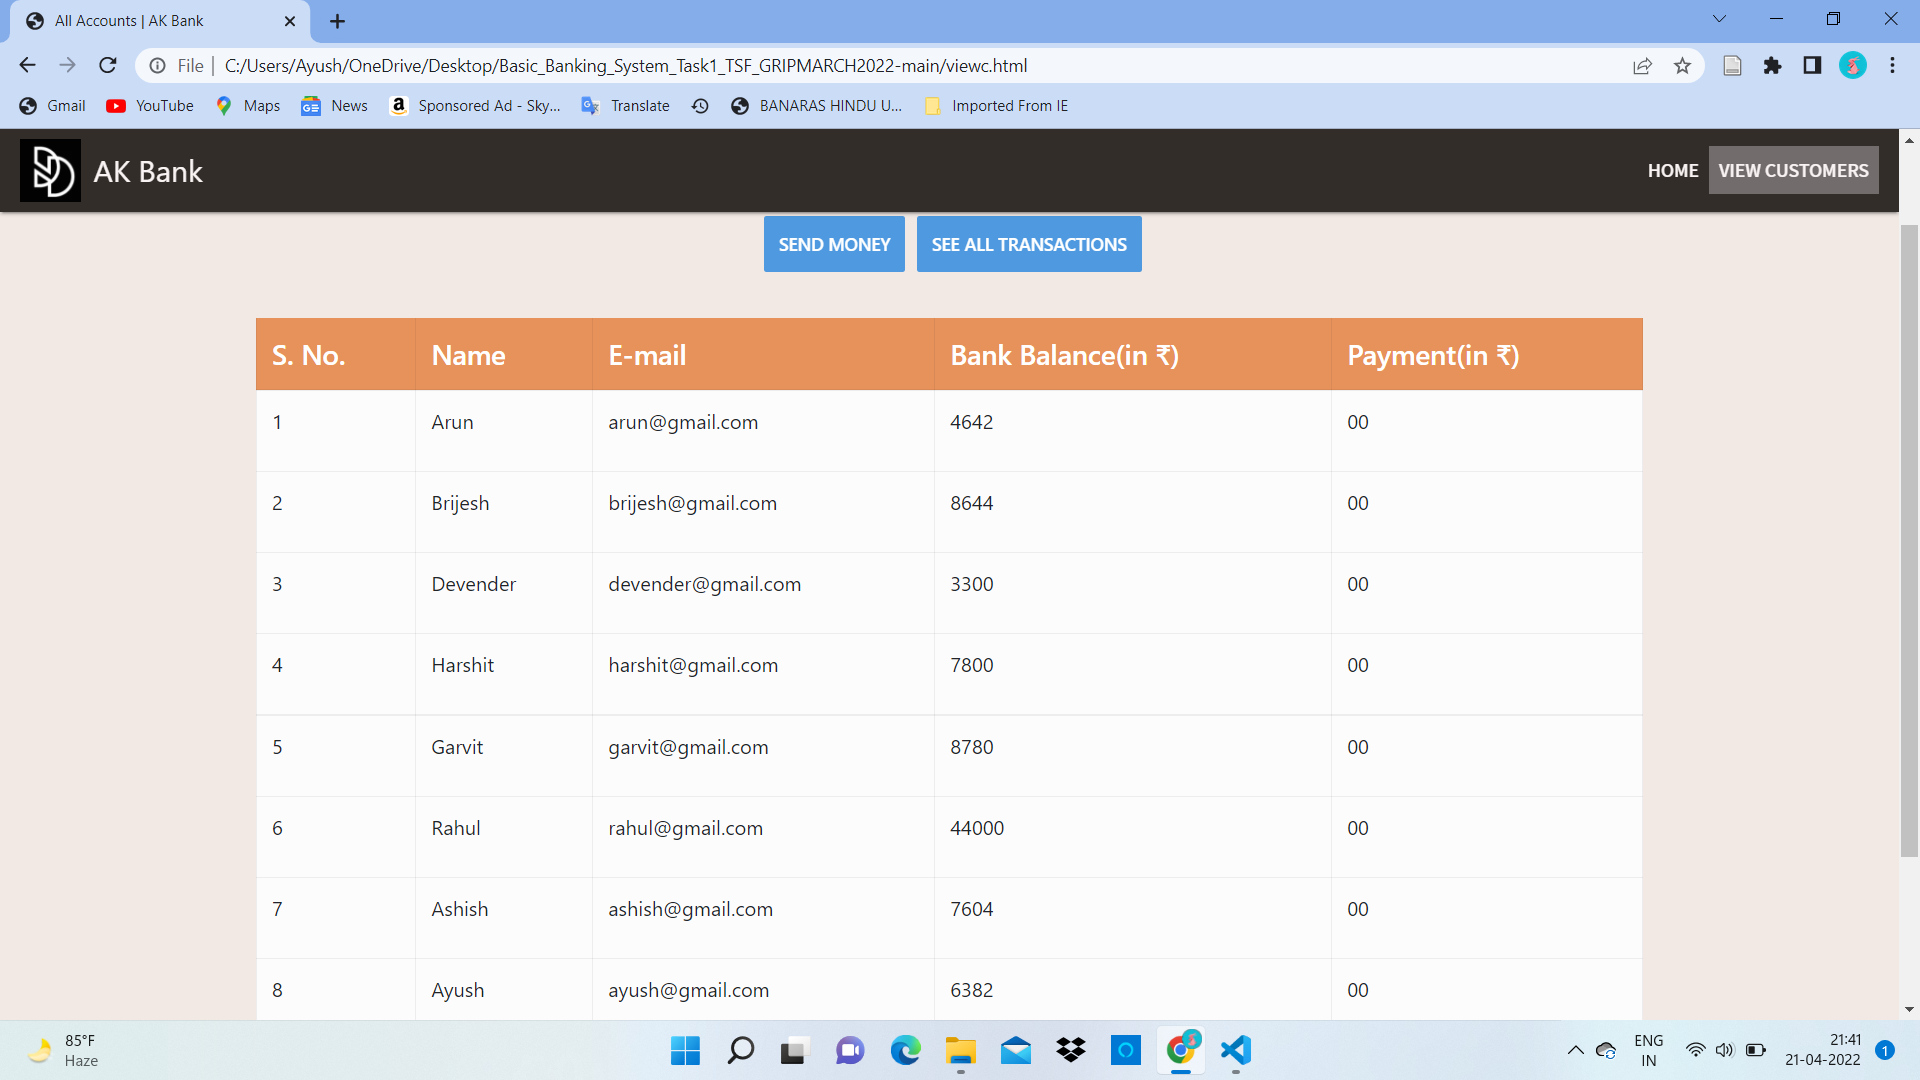 All Accounts | AK Bank
File | C:/Users/Ayush/OneDrive/Desktop/Basic_Banking_System_Task1_TSF_GRIPMARCH2022-main/viewc.html
Gmail YouTube Maps News Sponsored Ad - Sky... Translate BANARAS HINDU U... Imported From IE
AK Bank HOME VIEW CUSTOMERS
SEND MONEY SEE ALL TRANSACTIONS
S. No. Name E-mail Bank Balance(in ₹) Payment(in ₹)
1 Arun arun@gmail.com 4642 00
2 Brijesh brijesh@gmail.com 8644 00
3 Devender devender@gmail.com 3300 00
4 Harshit harshit@gmail.com 7800 00
5 Garvit garvit@gmail.com 8780 00
6 Rahul rahul@gmail.com 44000 00
7 Ashish ashish@gmail.com 7604 00
8 Ayush ayush@gmail.com 6382 00
85°F
Haze
ENG
IN
21:41
21-04-2022
1